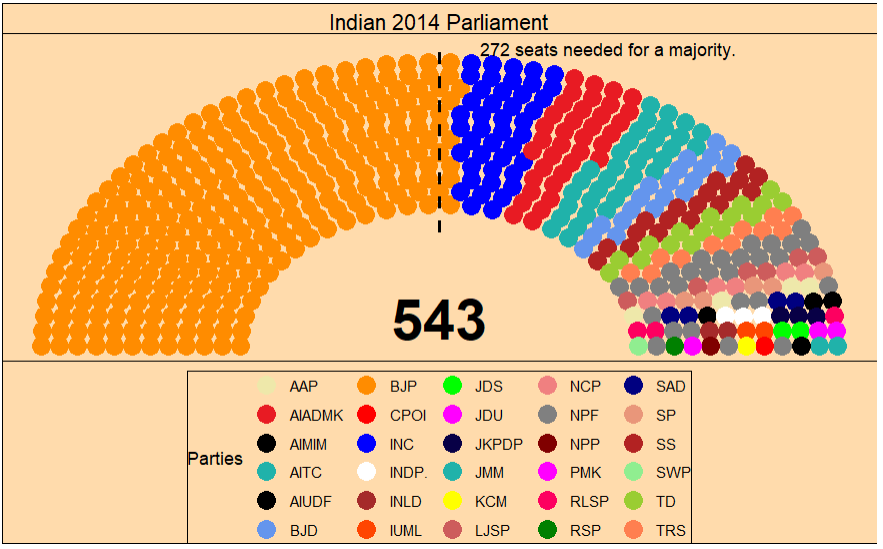 Indian 2014 Parliament
272 seats needed for a majority.
543
Parties
AAP BJP JDS NCP SAD
AIADMK CPOI JDU NPF SP
AIMIM INC JKPDP NPP SS
AITC INDP. JMM PMK SWP
AIUDF INLD KCM RLSP TD
BJD IUML LJSP RSP TRS